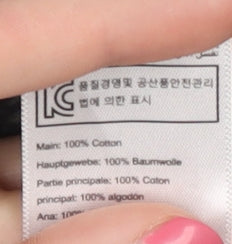 품질경영및 공산품안전관리
법에 의한 표시
Main: 100% Cotton
Hauptgewebe: 100% Baumwolle
Partie principale: 100% Coton
principal: 100% algodón
Ana: